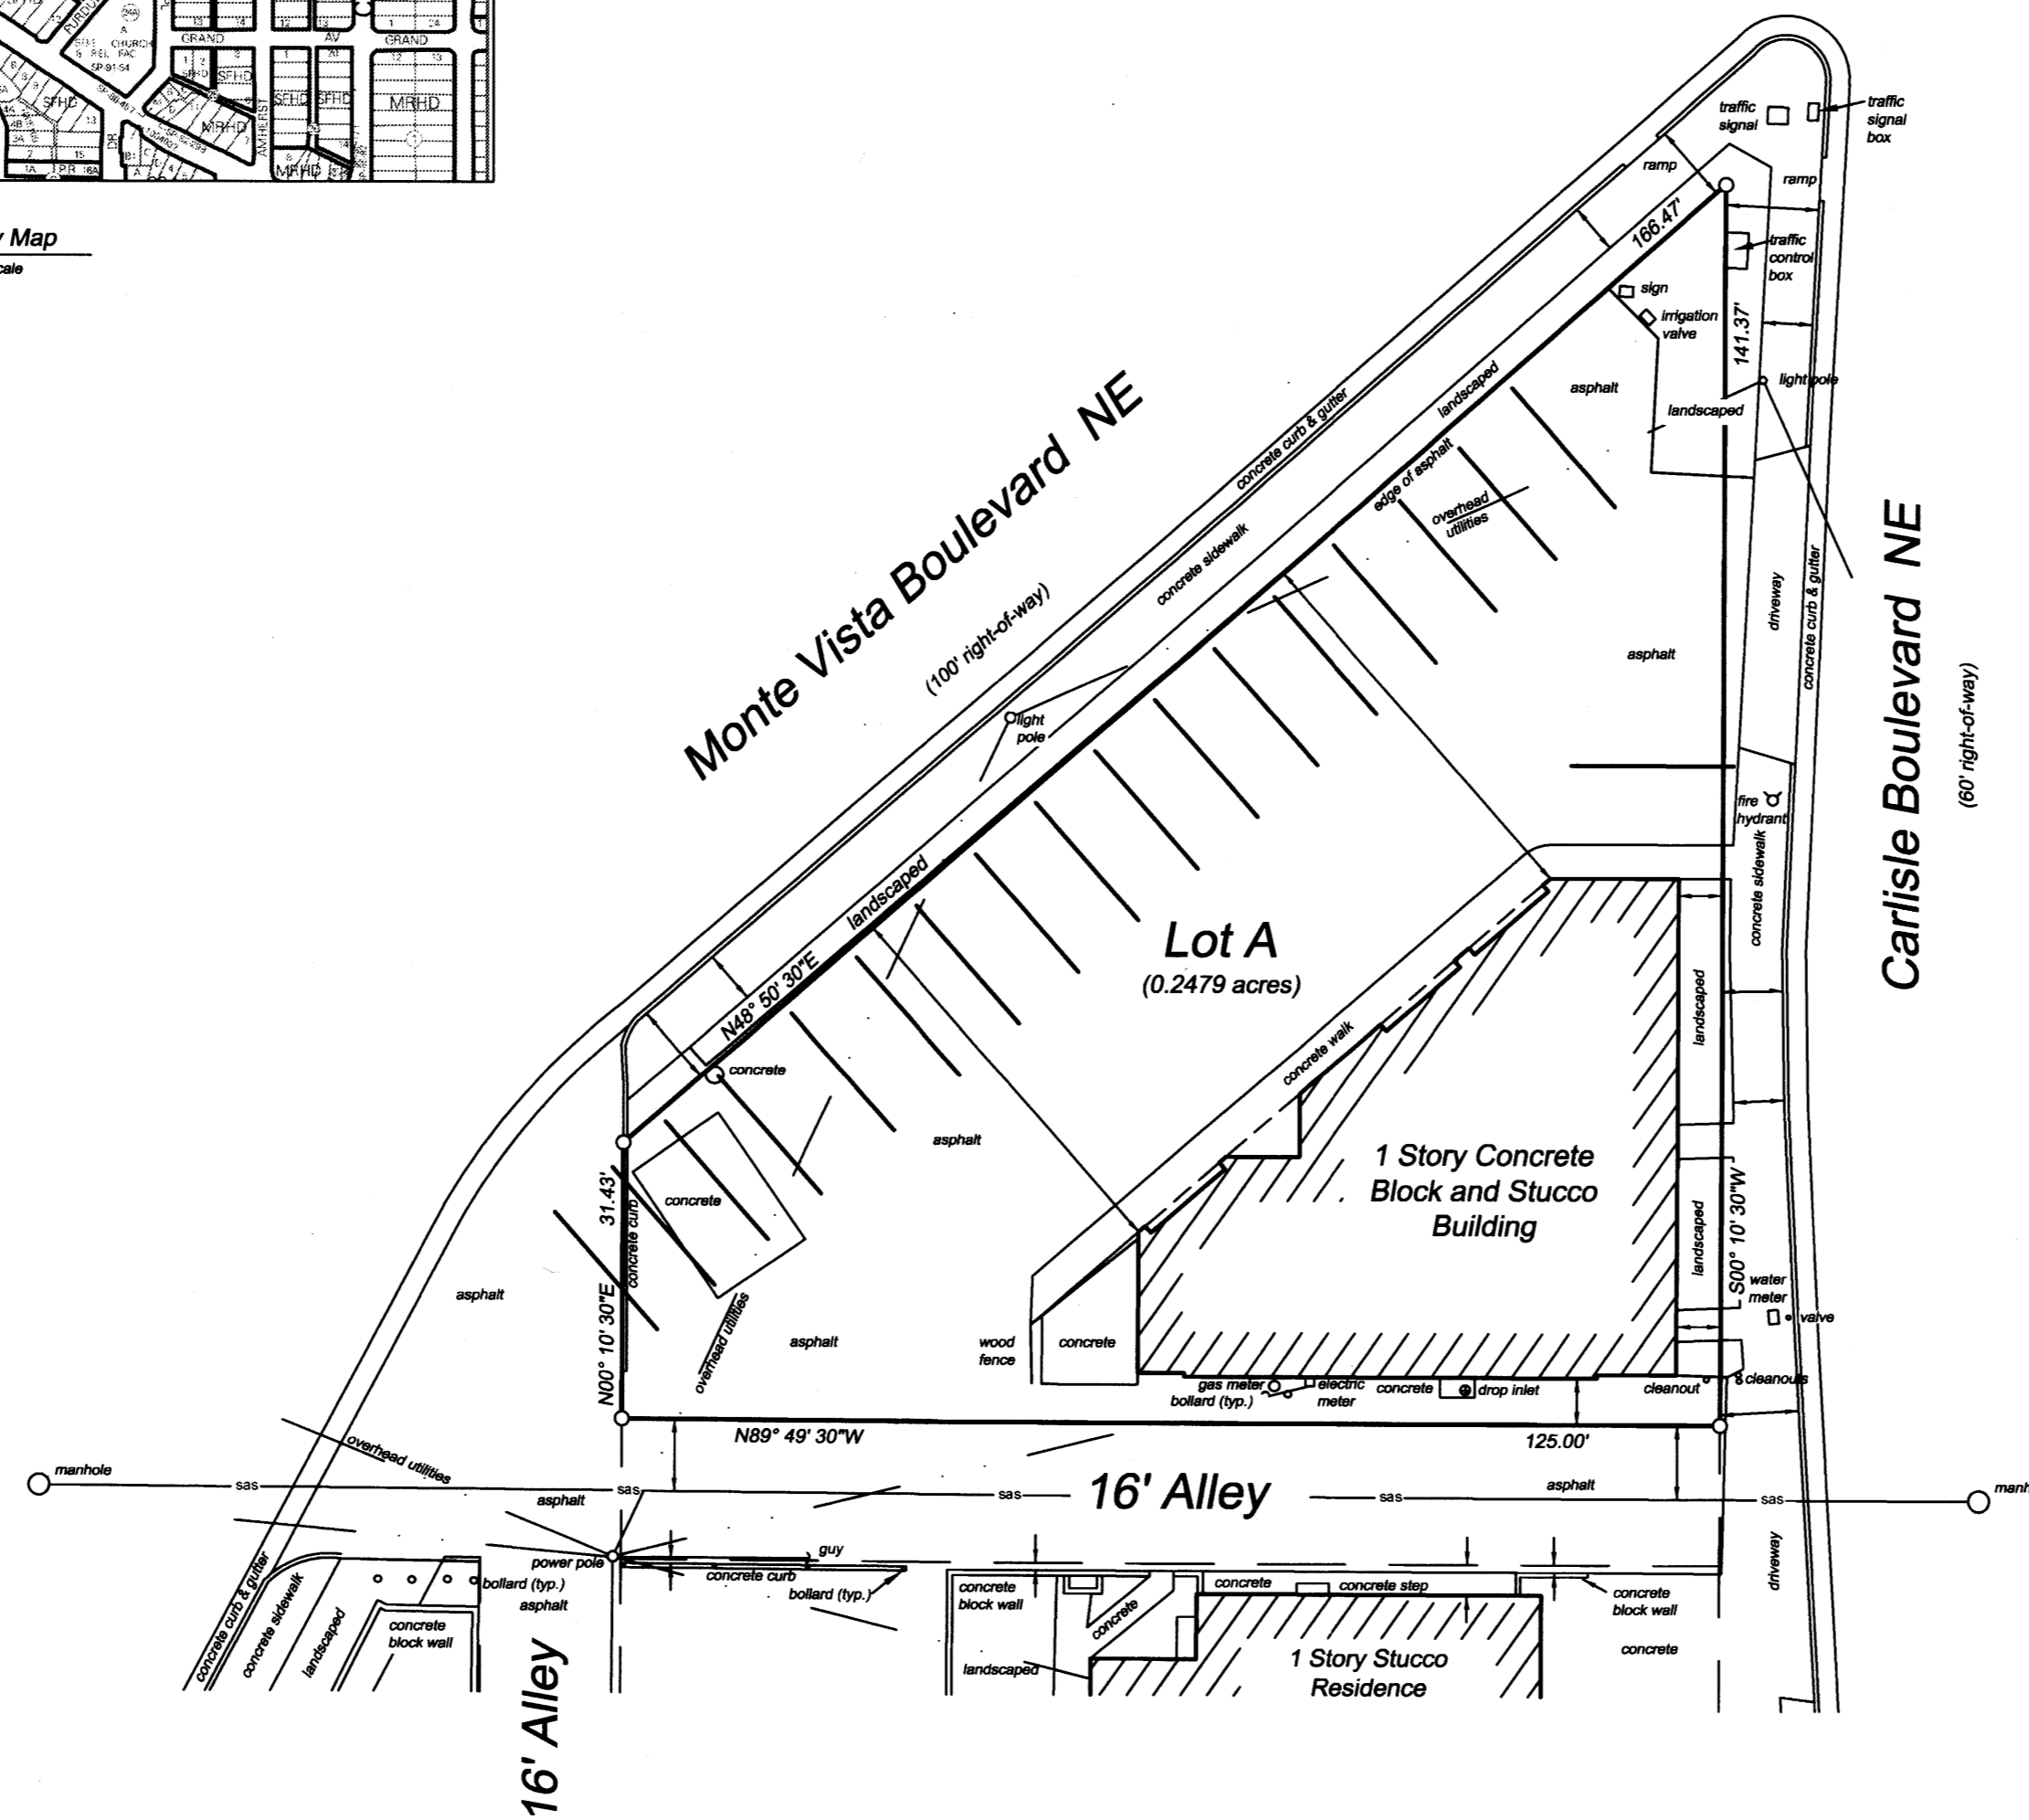 GRAND
AV
GRAND
CHURCH
& REL. FAC
SP-91-54
SFHD
SFHD
SFHD
SFHD
SFHD
MRHD
MRHD
MRHD
AMHERST
DR
Map
traffic
signal
traffic
signal
box
ramp
ramp
166.47'
traffic
control
box
sign
irrigation
valve
141.37'
light pole
landscaped
asphalt
landscaped
concrete curb & gutter
edge of asphalt
overhead
utilities
Monte Vista Boulevard NE
(100' right-of-way)
concrete sidewalk
Carlisle Boulevard NE
(60' right-of-way)
driveway
concrete curb & gutter
asphalt
light
pole
fire
hydrant
concrete sidewalk
landscaped
Lot A
(0.2479 acres)
N48° 50' 30"E
concrete
concrete walk
landscaped
asphalt
1 Story Concrete
Block and Stucco
Building
concrete
31.43'
concrete curb
N00° 10' 30"E
landscaped
S00° 10' 30"W
water
meter
valve
asphalt
overhead utilities
asphalt
wood
fence
concrete
gas meter
bollard (typ.)
electric
meter
concrete
drop inlet
cleanout
cleanouts
N89° 49' 30"W
125.00'
manhole
overhead utilities
sas
asphalt
sas
sas
16' Alley
sas
asphalt
sas
power pole
guy
concrete curb
bollard (typ.)
bollard (typ.)
asphalt
concrete curb & gutter
concrete sidewalk
landscaped
concrete
block wall
16' Alley
concrete
block wall
concrete
landscaped
concrete
concrete step
concrete
block wall
concrete
driveway
1 Story Stucco
Residence